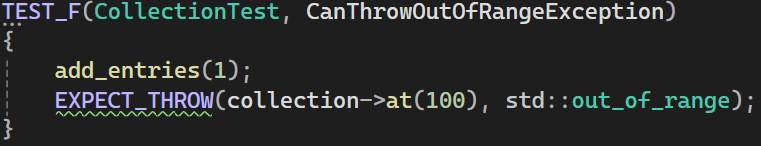 TEST_F(CollectionTest, CanThrowOutOfRangeException)
{
    add_entries(1);
    EXPECT_THROW(collection->at(100), std::out_of_range);
}